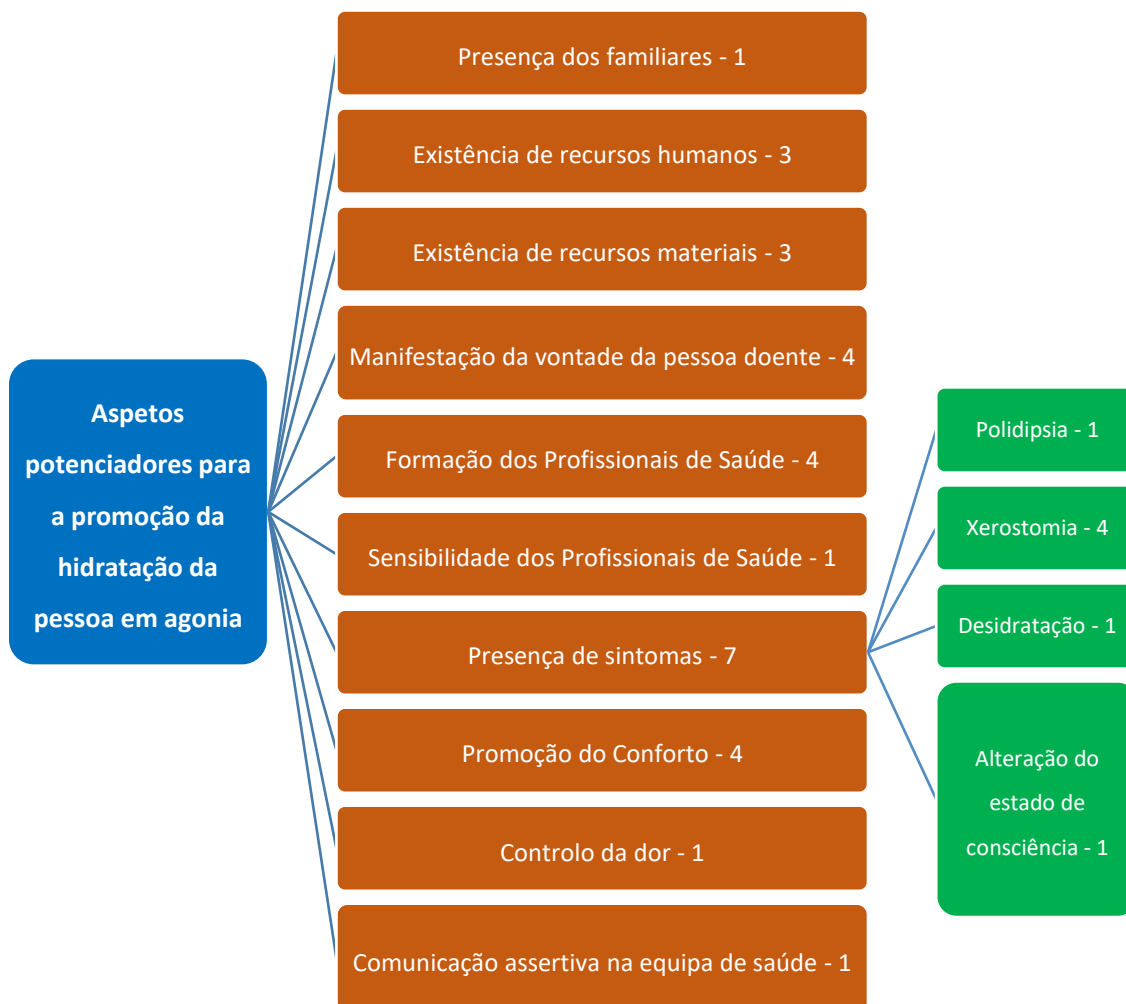 Aspetos
potenciadores para
a promoção da
hidratação da
pessoa em agonia
Presença dos familiares - 1
Existência de recursos humanos - 3
Existência de recursos materiais - 3
Manifestação da vontade da pessoa doente - 4
Formação dos Profissionais de Saúde - 4
Sensibilidade dos Profissionais de Saúde - 1
Presença de sintomas - 7
Promoção do Conforto - 4
Controlo da dor - 1
Comunicação assertiva na equipa de saúde - 1
Polidipsia - 1
Xerostomia - 4
Desidratação - 1
Alteração do
estado de
consciência - 1